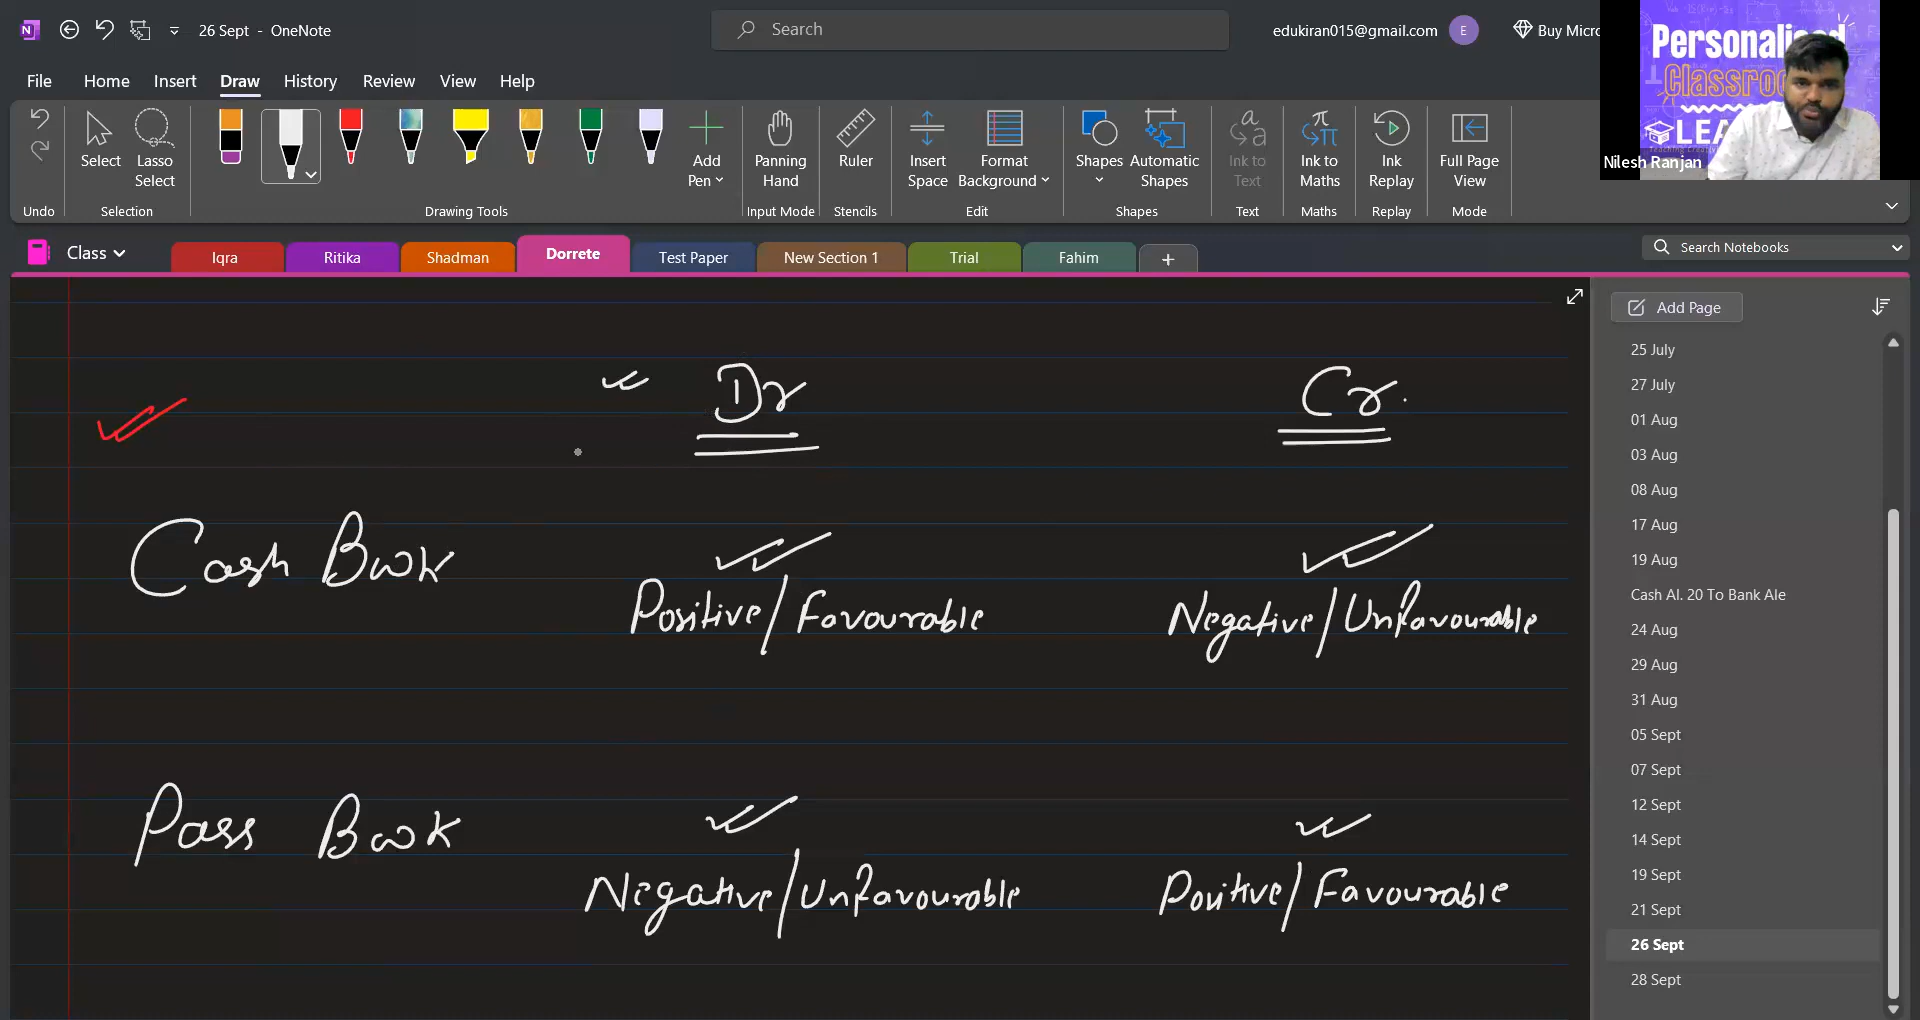 26 Sept - OneNote
Search
edukiran015@gmail.com
E
Buy Micro
File
Home
Insert
Draw
History
Review
View
Help
Select
Lasso
Select
Add
Pen
Panning
Hand
Ruler
Insert
Space
Format
Background
Shapes
Automatic
Shapes
Ink to
Text
Ink to
Maths
Ink
Replay
Full Page
View
Undo
Selection
Drawing Tools
Input Mode
Stencils
Edit
Shapes
Text
Maths
Replay
Mode
Personalised
Nilesh Ranjan
Class
Iqra
Ritika
Shadman
Dorrete
Test Paper
New Section 1
Trial
Fahim
+
Search Notebooks
Dr
Cr.
Cash Book
Positive/Favourable
Negative/Unfavourable
Pass Book
Negative/Unfavourable
Positive/Favourable
Add Page
25 July
27 July
01 Aug
03 Aug
08 Aug
17 Aug
19 Aug
Cash Al. 20 To Bank Ale
24 Aug
29 Aug
31 Aug
05 Sept
07 Sept
12 Sept
14 Sept
19 Sept
21 Sept
26 Sept
28 Sept